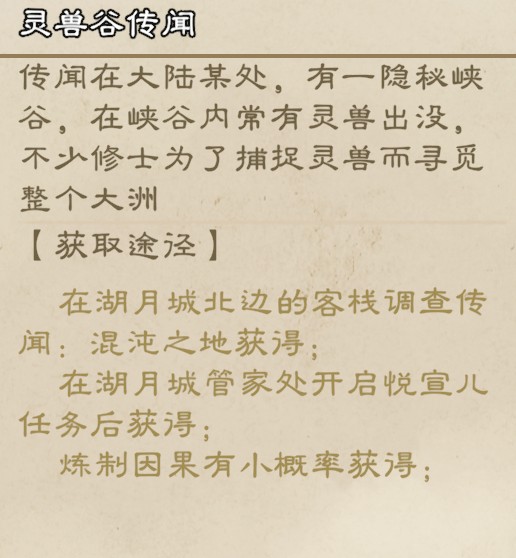 灵兽谷传闻
传闻在大陆某处，有一隐秘峡
谷，在峡谷内常有灵兽出没，
不少修士为了捕捉灵兽而寻觅
整个大洲
【获取途径】
在湖月城北边的客栈调查传
闻：混沌之地获得；
在湖月城管家处开启悦宣儿
任务后获得；
炼制因果有小概率获得；